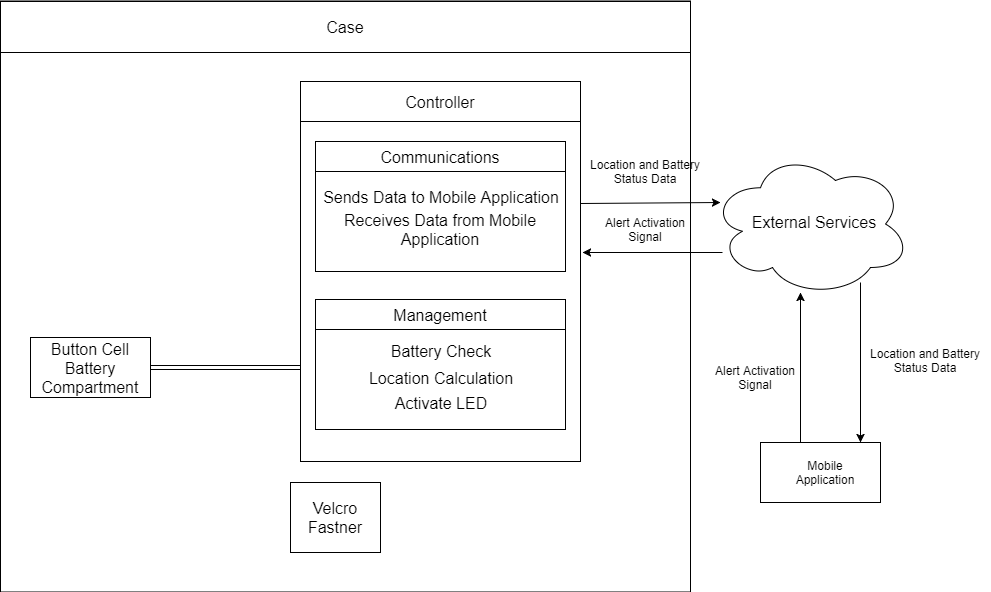 Case
Controller
Communications
Sends Data to Mobile Application
Receives Data from Mobile
Application
Location and Battery
Status Data
Alert Activation
Signal
External Services
Management
Battery Check
Location Calculation
Activate LED
Button Cell
Battery
Compartment
Velcro
Fastner
Alert Activation
Signal
Location and Battery
Status Data
Mobile
Application